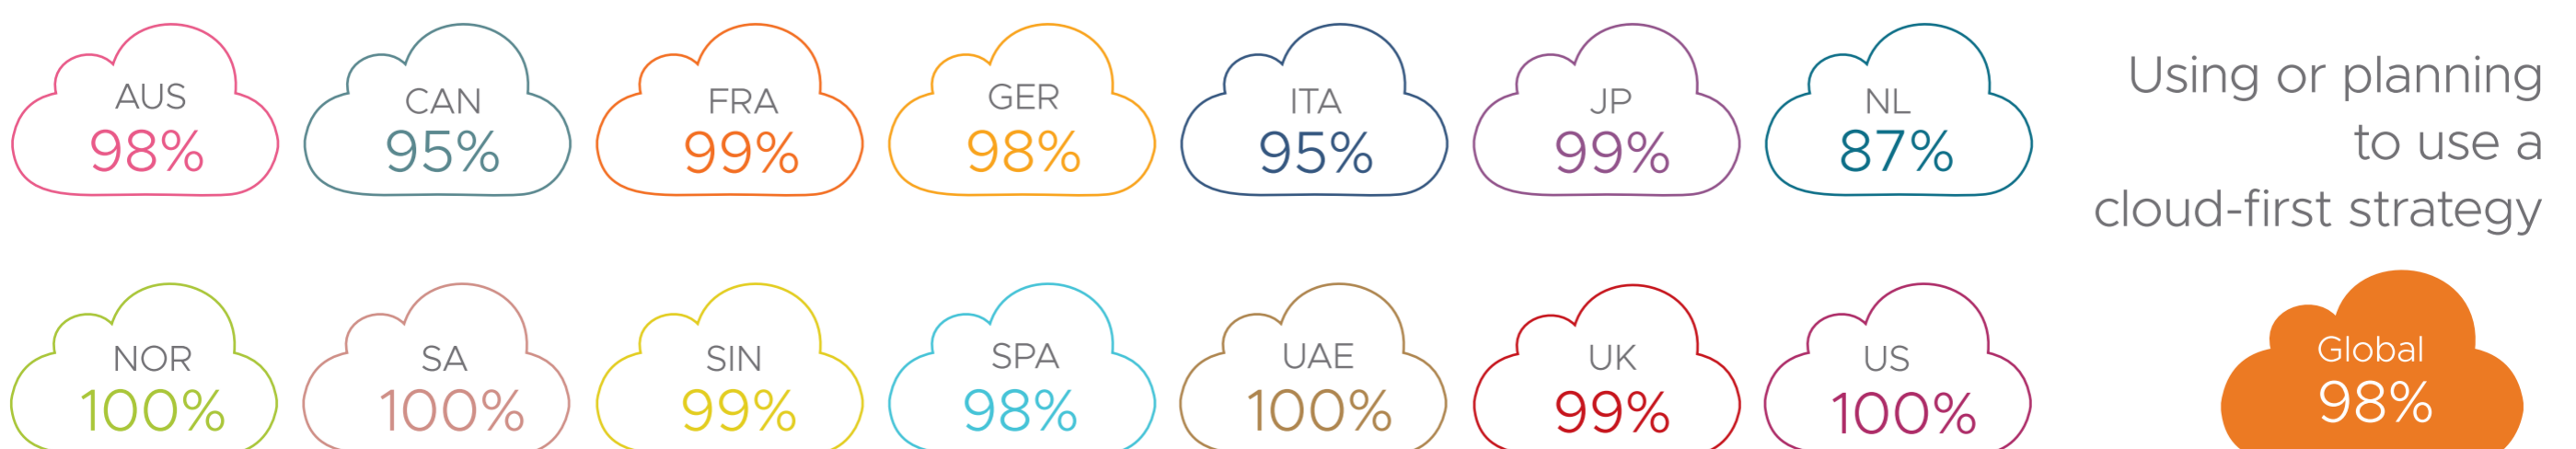 AUS
98%
CAN
95%
FRA
99%
GER
98%
ITA
95%
JP
99%
NL
87%
Using or planning
to use a
cloud-first strategy
NOR
100%
SA
100%
SIN
99%
SPA
98%
UAE
100%
UK
99%
US
100%
Global
98%